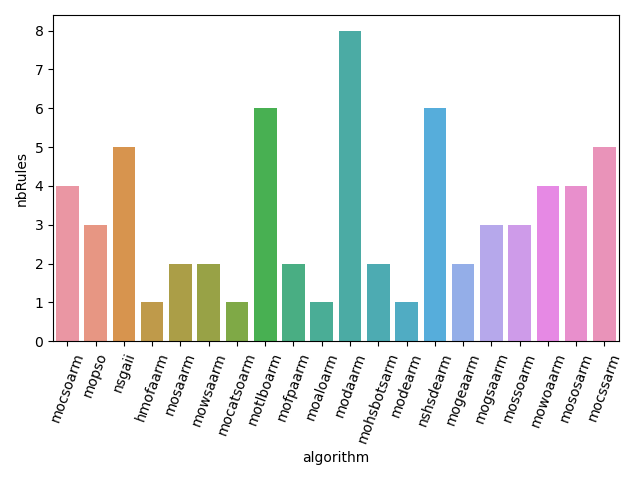 8
7
6
5
4
3
2
1
0
nbRules
mocsoarm
mopso
nsgaii
hmofaarm
mosaarm
mowsaarm
mocatsoarm
motlboarm
mofpaarm
moaloarm
modaarm
mohsbotsarm
modearm
nshsdearm
mogeaarm
mogsaarm
mossoarm
mowoaarm
mososarm
mocssarm
algorithm